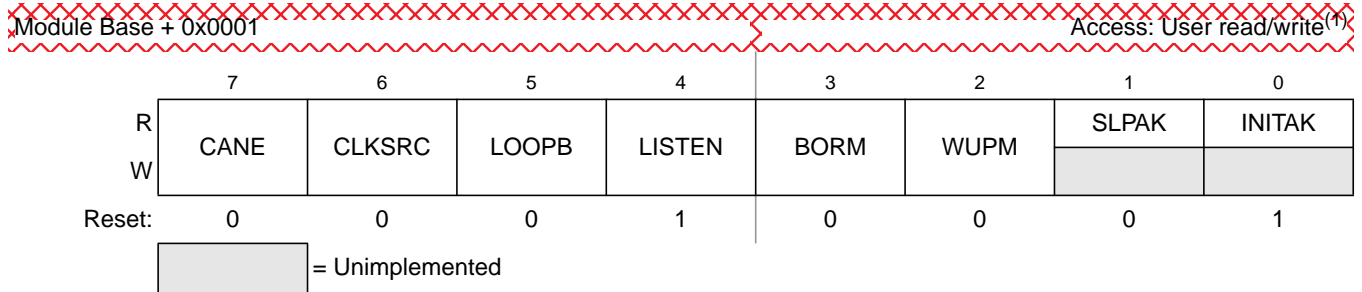 Module Base + 0x0001 Access: User read/write(1)
7 6 5 4 3 2 1 0
R CANE CLKSRC LOOPB LISTEN BORM WUPM SLPAK INITAK
W
Reset: 0 0 0 1 0 0 0 1
= Unimplemented